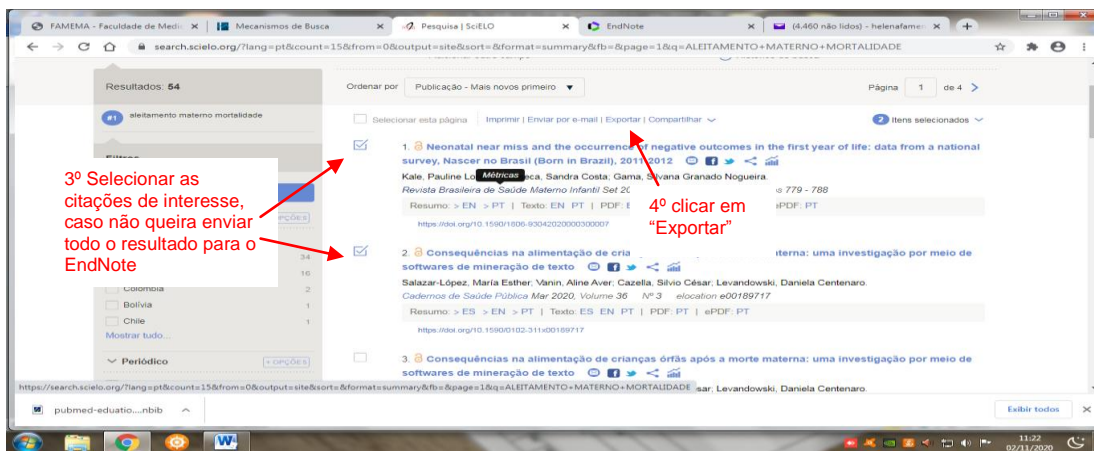 FAMEMA - Faculdade de Medic
Mecanismos de Busca
Pesquisa | SciELO
EndNote
(4.460 não lidos) - helenafamem
search.scielo.org/?lang=pt&count=15&from=0&output=site&sort=&format=summary&fb=&page=1&q=ALEITAMENTO+MATERNO+MORTALIDADE
Resultados: 54
Ordenar por Publicação - Mais novos primeiro
Página 1 de 4 >
#1 aleitamento materno mortalidade
Selecionar esta página Imprimir | Enviar por e-mail | Exportar | Compartilhar
2 Itens selecionados
1. Neonatal near miss and the occurrence of negative outcomes in the first year of life: data from a national
survey, Nascer no Brasil (Born in Brazil), 2011-2012
Kale, Pauline Lo Métricas eca, Sandra Costa; Gama, Silvana Granado Nogueira.
Revista Brasileira de Saúde Materno Infantil Set 20 s 779 - 788
Resumo: > EN > PT | Texto: EN PT | PDF: E ePDF: PT
https://doi.org/10.1590/1806-93042020000300007
3º Selecionar as
citações de interesse,
caso não queira enviar
todo o resultado para o
EndNote
4º clicar em
“Exportar”
+ OPÇÕES
34
16
Colômbia 2
Bolívia 1
Chile 1
Mostrar tudo...
Periódico + OPÇÕES
2. Consequências na alimentação de cria nterna: uma investigação por meio de
softwares de mineração de texto
Salazar-López, María Esther; Vanin, Aline Aver; Cazella, Silvio César; Levandowski, Daniela Centenaro.
Cadernos de Saúde Pública Mar 2020, Volume 36 Nº 3 elocation e00189717
Resumo: > ES > EN > PT | Texto: ES EN PT | PDF: PT | ePDF: PT
https://doi.org/10.1590/0102-311x00189717
3. Consequências na alimentação de crianças órfãs após a morte materna: uma investigação por meio de
softwares de mineração de texto
sar; Levandowski, Daniela Centenaro.
https://search.scielo.org/?lang=pt&count=15&from=0&output=site&sort=&format=summary&fb=&page=1&q=ALEITAMENTO+MATERNO+MORTALIDADE
pubmed-eduatio....nbib
Exibir todos
11:22
02/11/2020